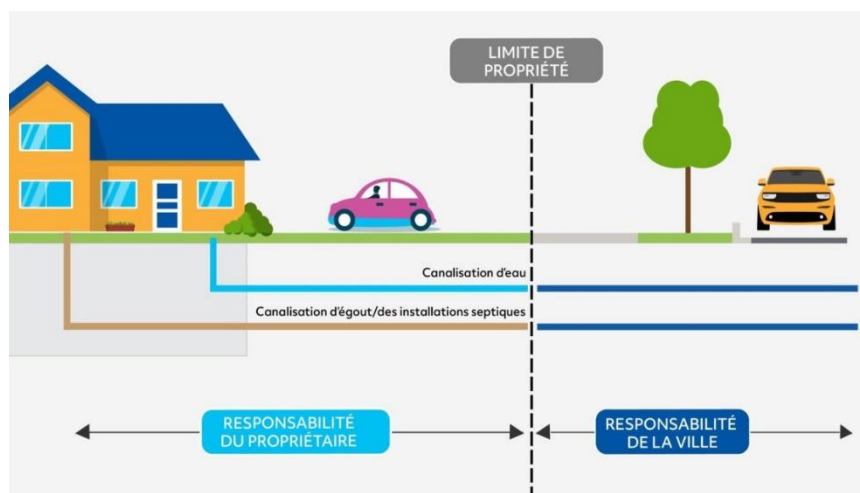 LIMITE DE
PROPRIÉTÉ
Canalisation d'eau
Canalisation d'égout/des installations septiques
RESPONSABILITÉ
DU PROPRIÉTAIRE
RESPONSABILITÉ
DE LA VILLE